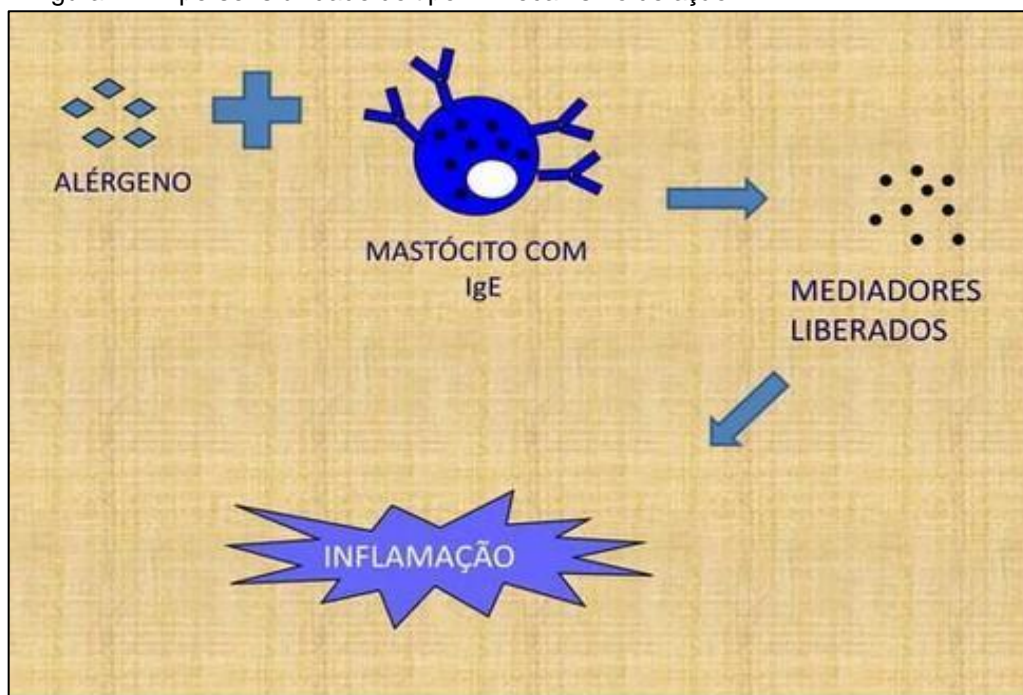 ALÉRGENO
MASTÓCITO COM
IgE
MEDIADORES
LIBERADOS
INFLAMAÇÃO